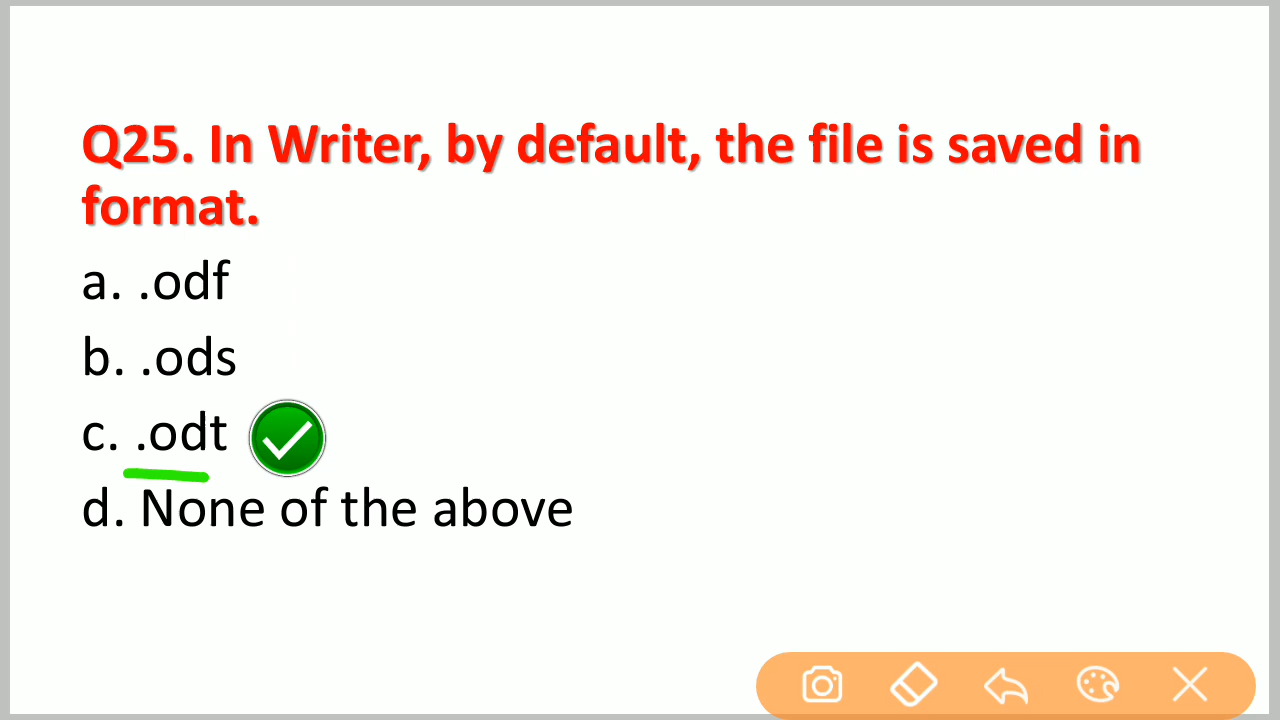 Q25. In Writer, by default, the file is saved in
format.
a. .odf
b. .ods
c. .odt
d. None of the above